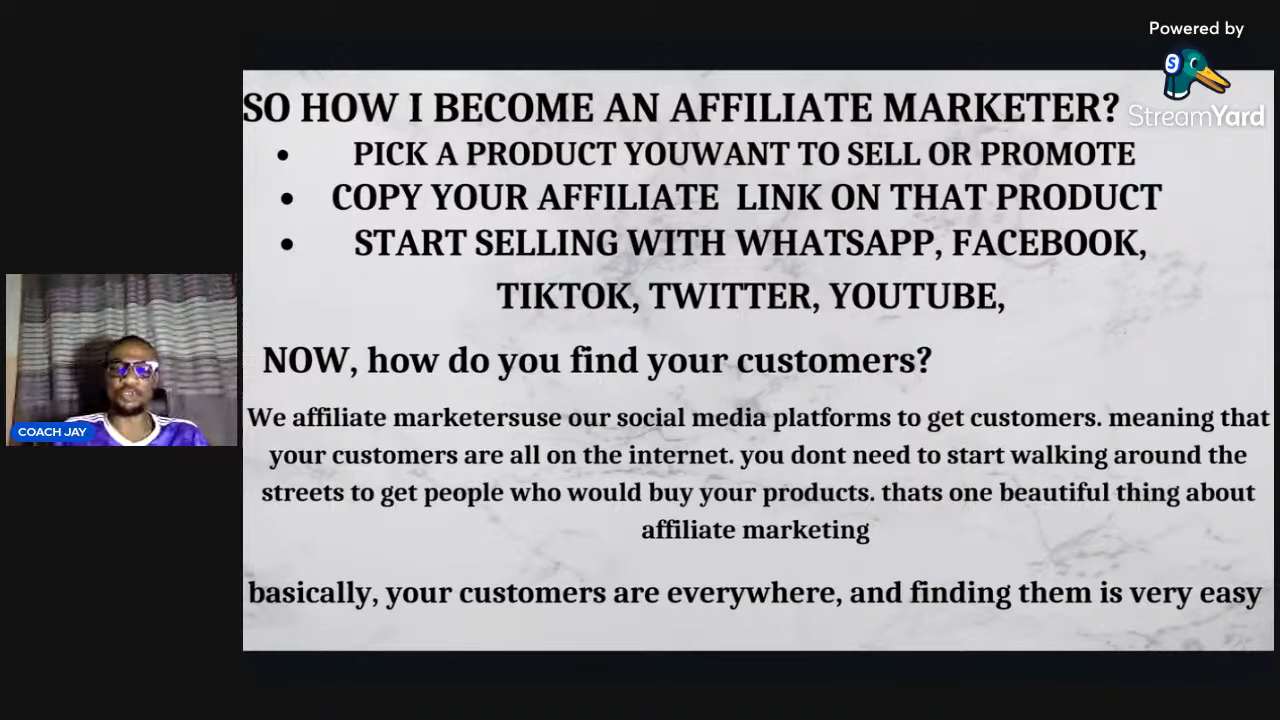 Powered by
StreamYard
SO HOW I BECOME AN AFFILIATE MARKETER?
• PICK A PRODUCT YOUWANT TO SELL OR PROMOTE
• COPY YOUR AFFILIATE LINK ON THAT PRODUCT
• START SELLING WITH WHATSAPP, FACEBOOK,
TIKTOK, TWITTER, YOUTUBE,
NOW, how do you find your customers?
We affiliate marketersuse our social media platforms to get customers. meaning that
your customers are all on the internet. you dont need to start walking around the
streets to get people who would buy your products. thats one beautiful thing about
affiliate marketing
basically, your customers are everywhere, and finding them is very easy
COACH JAY